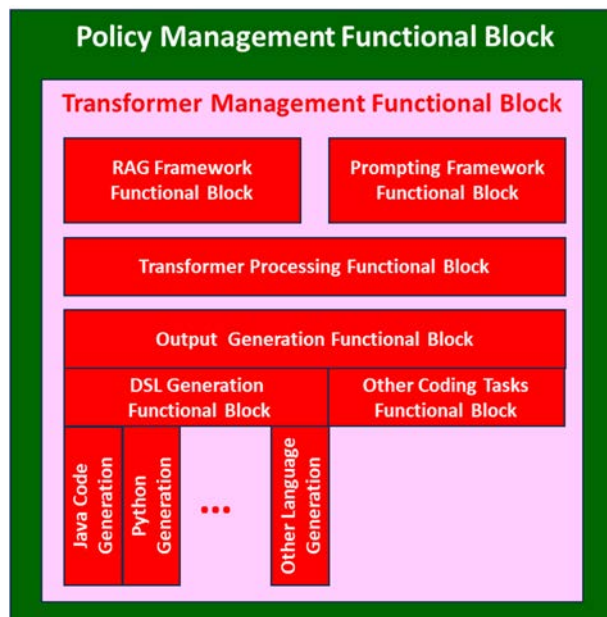 Policy Management Functional Block
Transformer Management Functional Block
RAG Framework
Functional Block
Prompting Framework
Functional Block
Transformer Processing Functional Block
Output Generation Functional Block
DSL Generation
Functional Block
Other Coding Tasks
Functional Block
Java Code
Generation
Python
Generation
...
Other Language
Generation